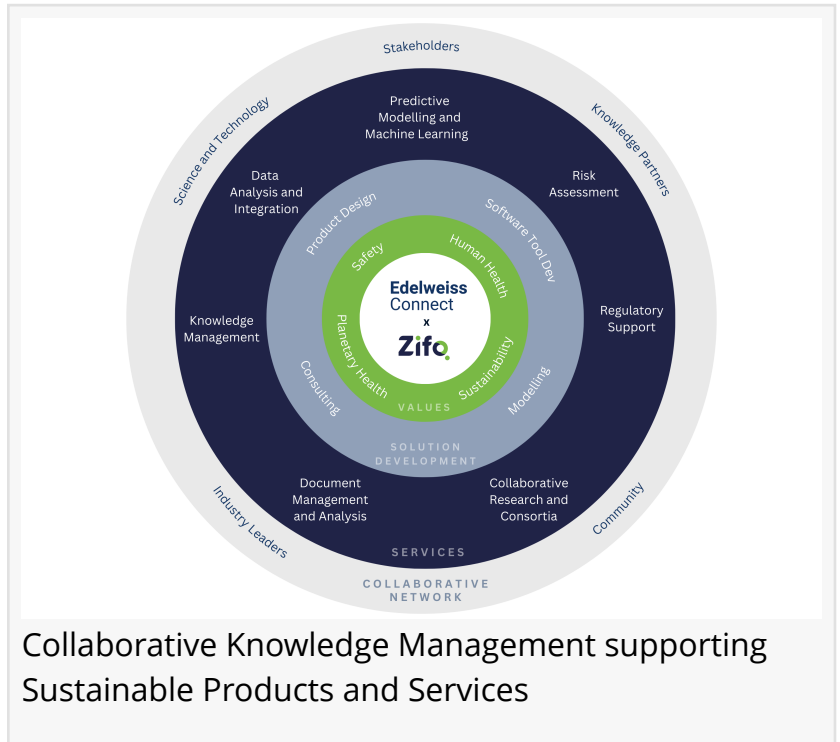 Stakeholders
Science and Technology
Knowledge Partners
Predictive
Modelling and
Machine Learning
Data
Analysis and
Integration
Risk
Assessment
Product Design
Software Tool Dev
Safety
Human Health
Edelweiss
Connect
x
Zifo
Knowledge
Management
Regulatory
Support
Planetary Health
Sustainability
Consulting
Modelling
VALUES
SOLUTION
DEVELOPMENT
Document
Management
and Analysis
Collaborative
Research and
Consortia
Industry Leaders
Community
SERVICES
COLLABORATIVE
NETWORK
Collaborative Knowledge Management supporting
Sustainable Products and Services